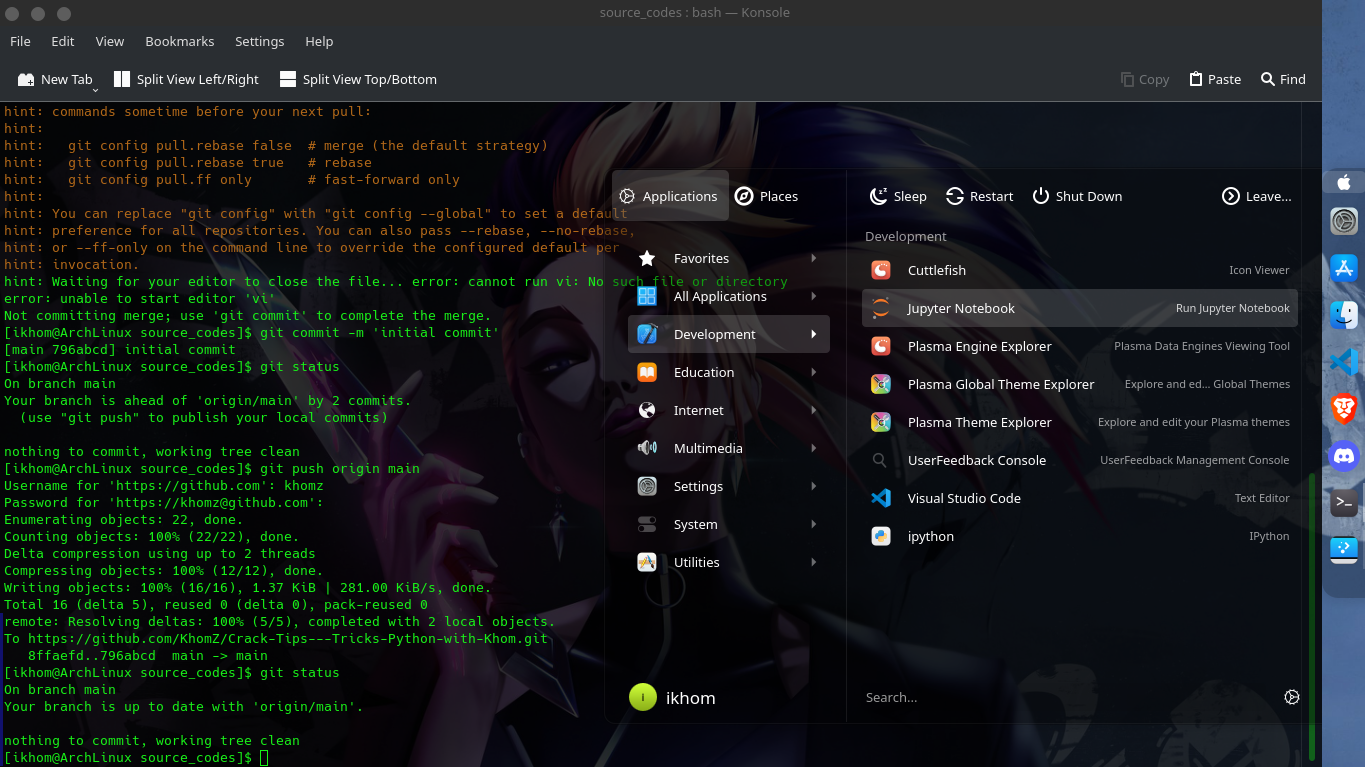 source_codes : bash — Konsole
File Edit View Bookmarks Settings Help
New Tab Split View Left/Right Split View Top/Bottom Copy Paste Find
hint: commands sometime before your next pull:
hint:
hint:   git config pull.rebase false  # merge (the default strategy)
hint:   git config pull.rebase true   # rebase
hint:   git config pull.ff only       # fast-forward only
hint:
hint: You can replace "git config" with "git config --global" to set a default
hint: preference for all repositories. You can also pass --rebase, --no-rebase,
hint: or --ff-only on the command line to override the configured default per
hint: invocation.
hint: Waiting for your editor to close the file... error: cannot run vi: No such file or directory
error: unable to start editor 'vi'
Not committing merge; use 'git commit' to complete the merge.
[ikhom@ArchLinux source_codes]$ git commit -m 'initial commit'
[main 796abcd] initial commit
[ikhom@ArchLinux source_codes]$ git status
On branch main
Your branch is ahead of 'origin/main' by 2 commits.
  (use "git push" to publish your local commits)
nothing to commit, working tree clean
[ikhom@ArchLinux source_codes]$ git push origin main
Username for 'https://github.com': khomz
Password for 'https://khomz@github.com':
Enumerating objects: 22, done.
Counting objects: 100% (22/22), done.
Delta compression using up to 2 threads
Compressing objects: 100% (12/12), done.
Writing objects: 100% (16/16), 1.37 KiB | 281.00 KiB/s, done.
Total 16 (delta 5), reused 0 (delta 0), pack-reused 0
remote: Resolving deltas: 100% (5/5), completed with 2 local objects.
To https://github.com/KhomZ/Crack-Tips---Tricks-Python-with-Khom.git
   8ffaefd..796abcd  main -> main
[ikhom@ArchLinux source_codes]$ git status
On branch main
Your branch is up to date with 'origin/main'.
nothing to commit, working tree clean
[ikhom@ArchLinux source_codes]$
Applications Places
Sleep Restart Shut Down Leave...
Favorites
All Applications
Development
Education
Internet
Multimedia
Settings
System
Utilities
i ikhom
Development
Cuttlefish Icon Viewer
Jupyter Notebook Run Jupyter Notebook
Plasma Engine Explorer Plasma Data Engines Viewing Tool
Plasma Global Theme Explorer Explore and ed... Global Themes
Plasma Theme Explorer Explore and edit your Plasma themes
UserFeedback Console UserFeedback Management Console
Visual Studio Code Text Editor
ipython IPython
Search...